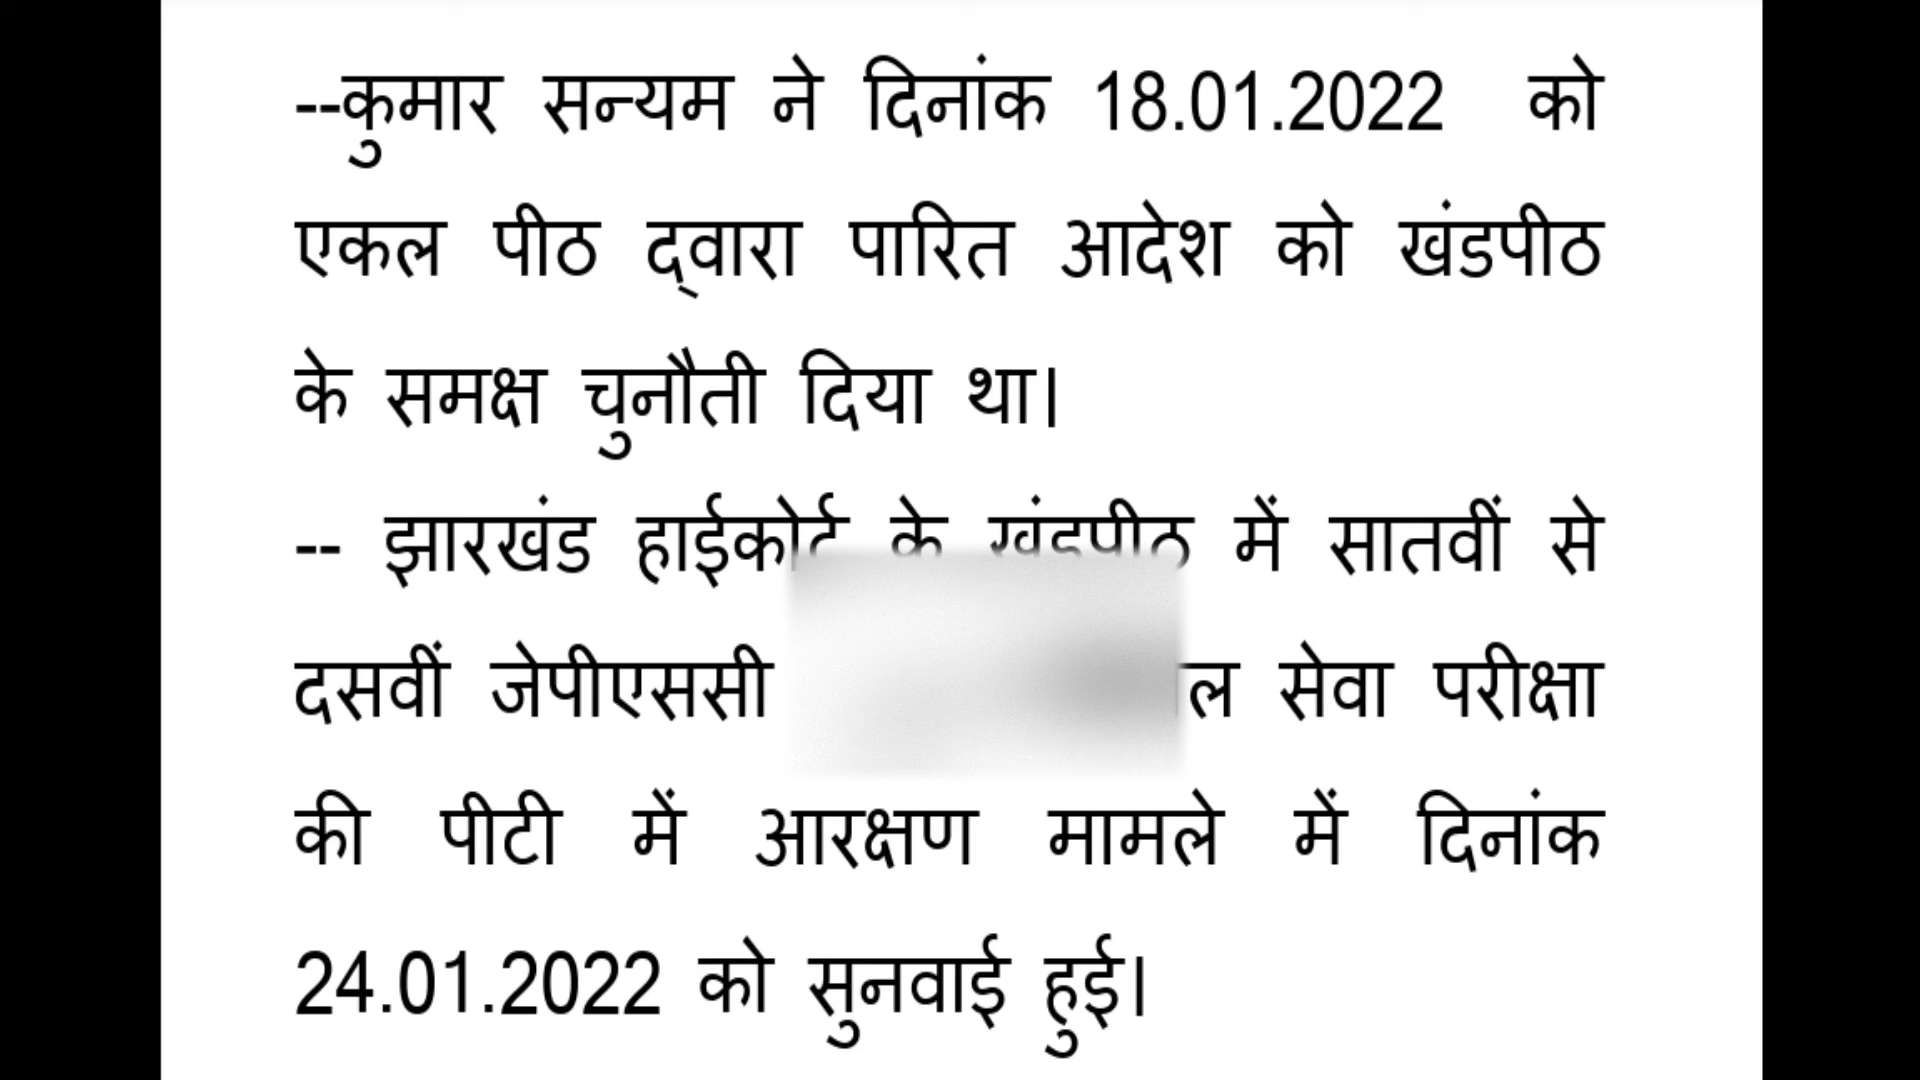 --कुमार सन्यम ने दिनांक 18.01.2022 को
एकल पीठ द्वारा पारित आदेश को खंडपीठ
के समक्ष चुनौती दिया था।
-- झारखंड हाईकोर्ट के खंडपीठ में सातवीं से
दसवीं जेपीएससी सेवा परीक्षा
की पीटी में आरक्षण मामले में दिनांक
24.01.2022 को सुनवाई हुई।